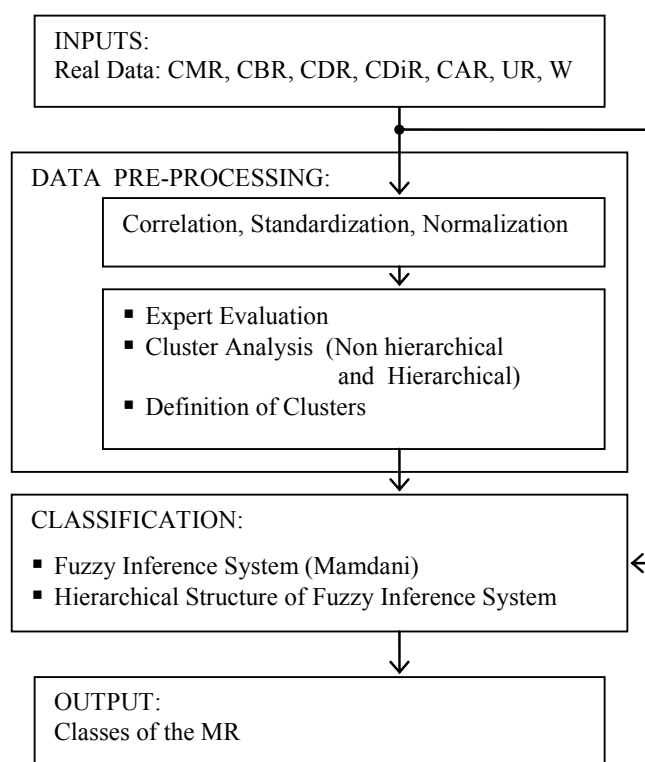 INPUTS:
Real Data: CMR, CBR, CDR, CDiR, CAR, UR, W
DATA PRE-PROCESSING:
Correlation, Standardization, Normalization
▪ Expert Evaluation
▪ Cluster Analysis (Non hierarchical
and Hierarchical)
▪ Definition of Clusters
CLASSIFICATION:
▪ Fuzzy Inference System (Mamdani)
▪ Hierarchical Structure of Fuzzy Inference System
OUTPUT:
Classes of the MR